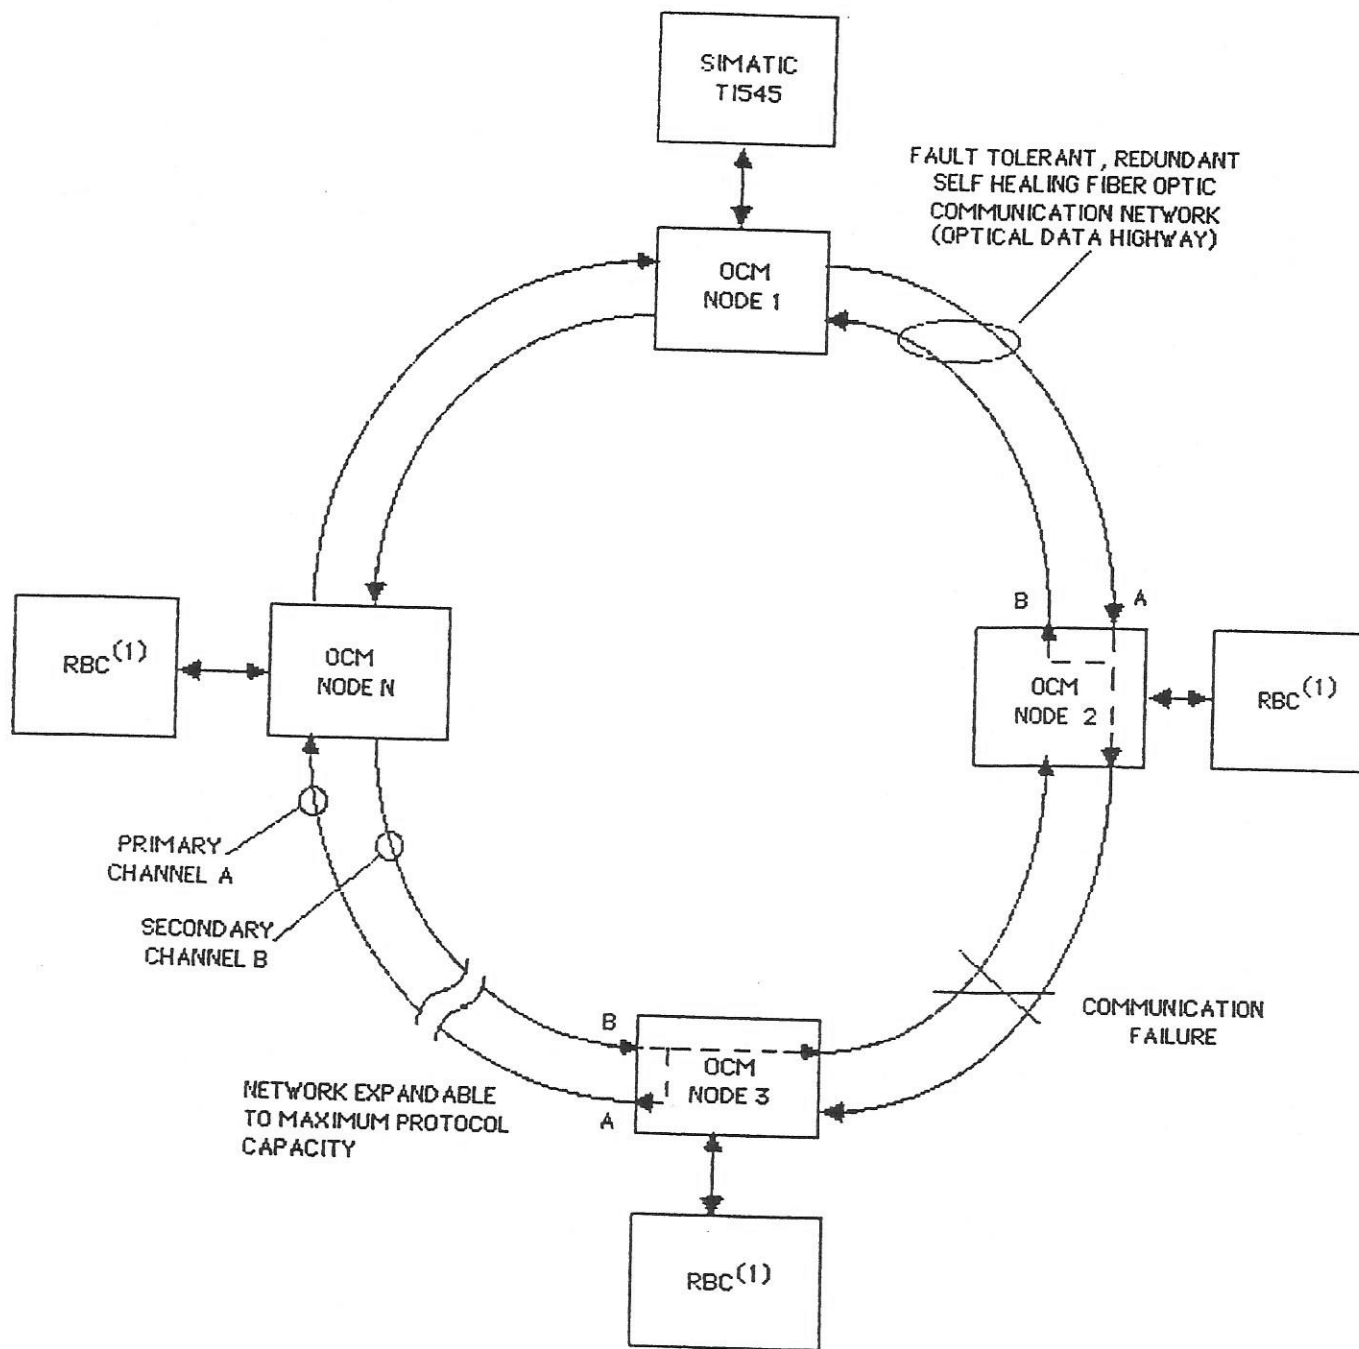 SIMATIC
TI545
FAULT TOLERANT, REDUNDANT
SELF HEALING FIBER OPTIC
COMMUNICATION NETWORK
(OPTICAL DATA HIGHWAY)
OCM
NODE 1
B
A
RBC(1)
OCM
NODE N
OCM
NODE 2
RBC(1)
PRIMARY
CHANNEL A
SECONDARY
CHANNEL B
COMMUNICATION
FAILURE
B
OCM
NODE 3
A
NETWORK EXPANDABLE
TO MAXIMUM PROTOCOL
CAPACITY
RBC(1)